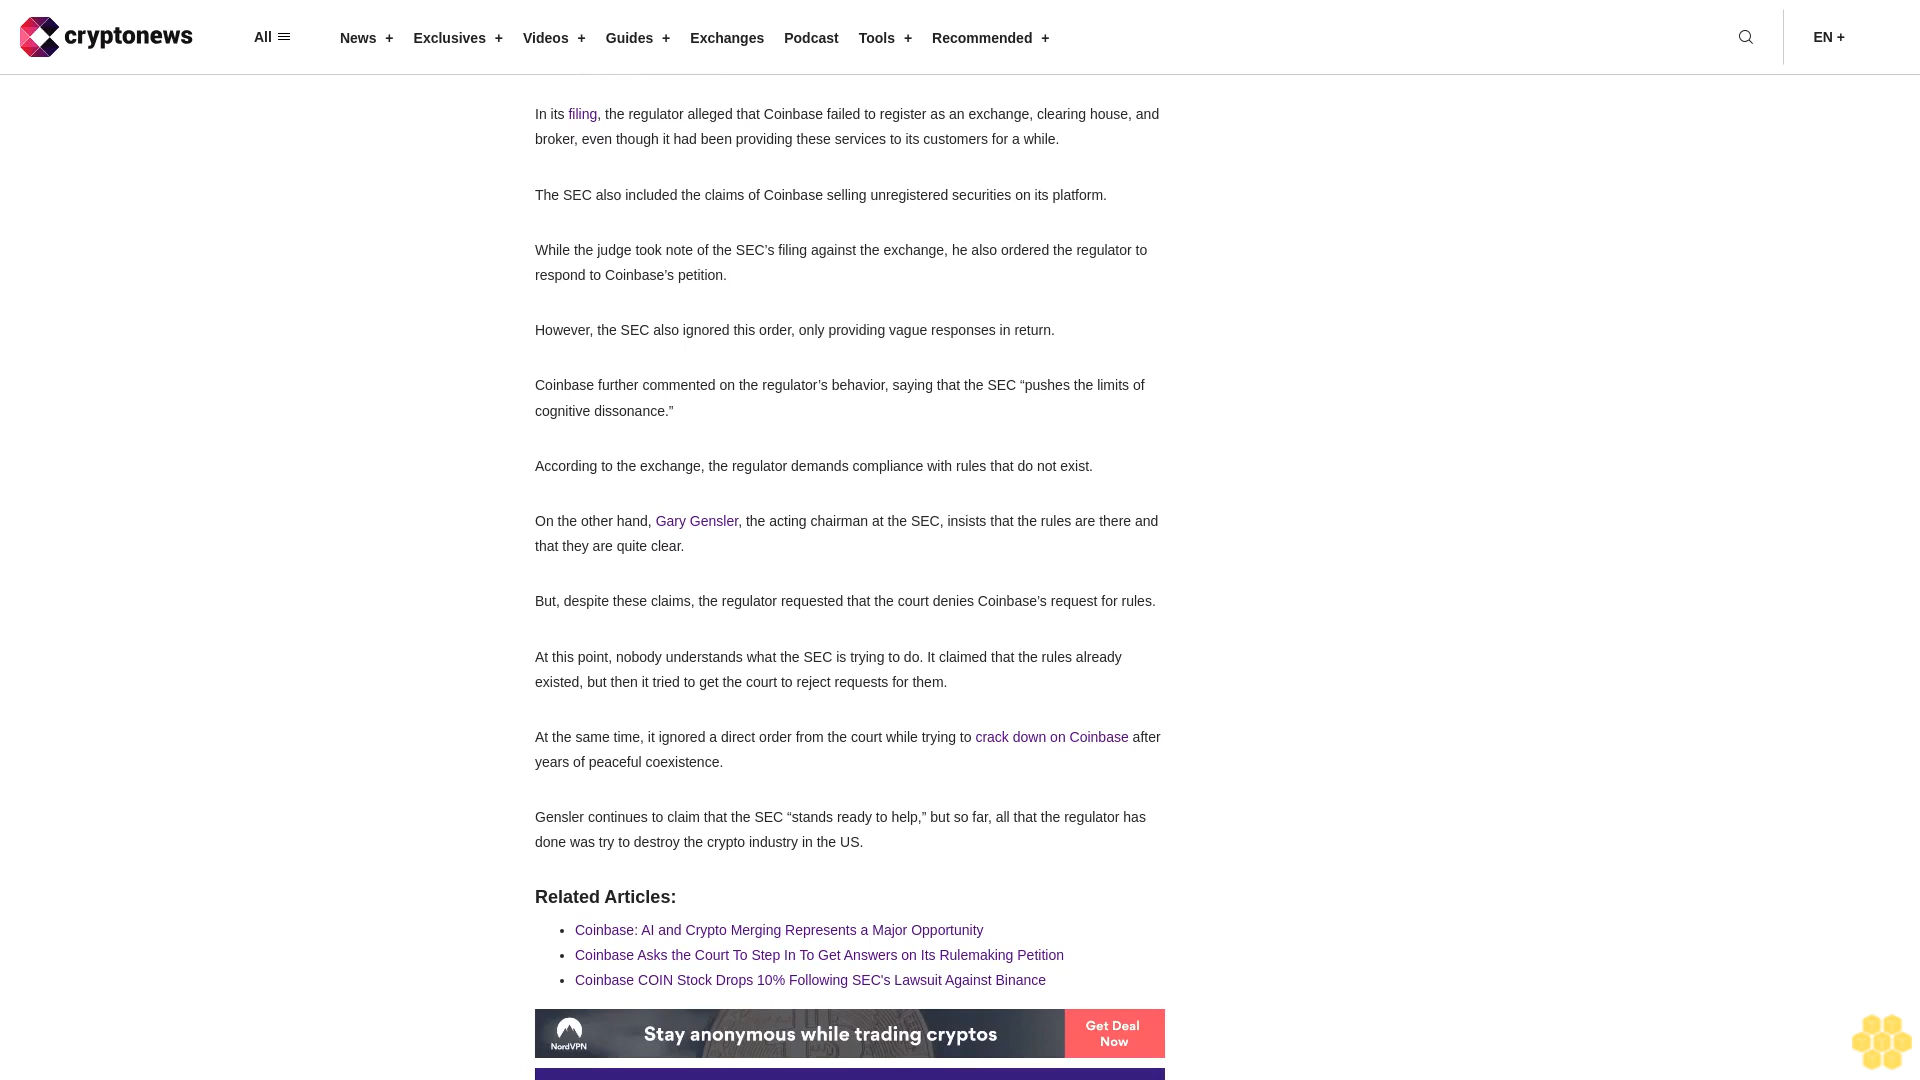 cryptonews
All
News +
Exclusives +
Videos +
Guides +
Exchanges
Podcast
Tools +
Recommended +
EN +
In its filing, the regulator alleged that Coinbase failed to register as an exchange, clearing house, and
broker, even though it had been providing these services to its customers for a while.
The SEC also included the claims of Coinbase selling unregistered securities on its platform.
While the judge took note of the SEC’s filing against the exchange, he also ordered the regulator to
respond to Coinbase’s petition.
However, the SEC also ignored this order, only providing vague responses in return.
Coinbase further commented on the regulator’s behavior, saying that the SEC “pushes the limits of
cognitive dissonance.”
According to the exchange, the regulator demands compliance with rules that do not exist.
On the other hand, Gary Gensler, the acting chairman at the SEC, insists that the rules are there and
that they are quite clear.
But, despite these claims, the regulator requested that the court denies Coinbase’s request for rules.
At this point, nobody understands what the SEC is trying to do. It claimed that the rules already
existed, but then it tried to get the court to reject requests for them.
At the same time, it ignored a direct order from the court while trying to crack down on Coinbase after
years of peaceful coexistence.
Gensler continues to claim that the SEC “stands ready to help,” but so far, all that the regulator has
done was try to destroy the crypto industry in the US.
Related Articles:
• Coinbase: AI and Crypto Merging Represents a Major Opportunity
• Coinbase Asks the Court To Step In To Get Answers on Its Rulemaking Petition
• Coinbase COIN Stock Drops 10% Following SEC's Lawsuit Against Binance
NordVPN
Stay anonymous while trading cryptos
Get Deal
Now